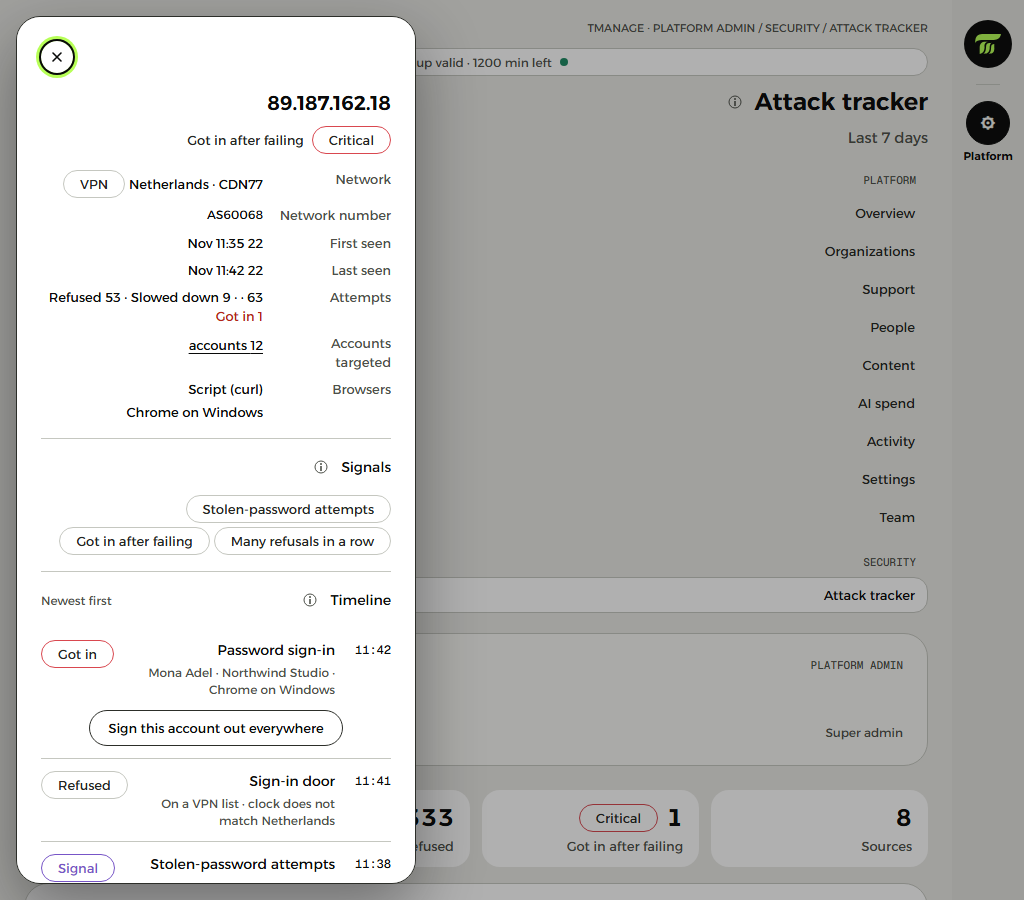 TMANAGE · PLATFORM ADMIN / SECURITY / ATTACK TRACKER
up valid · 1200 min left
Attack tracker
Last 7 days
Platform
PLATFORM
Overview
Organizations
Support
People
Content
AI spend
Activity
Settings
Team
SECURITY
Attack tracker
PLATFORM ADMIN
Super admin
8
Sources
Critical 1
Got in after failing
533
efused
89.187.162.18
Got in after failing Critical
VPN Netherlands · CDN77 Network
AS60068 Network number
Nov 11:35 22 First seen
Nov 11:42 22 Last seen
Refused 53 · Slowed down 9 · · 63 Attempts
Got in 1
accounts 12 Accounts
targeted
Script (curl) Browsers
Chrome on Windows
Signals
Stolen-password attempts
Got in after failing Many refusals in a row
Newest first Timeline
Got in Password sign-in 11:42
Mona Adel · Northwind Studio ·
Chrome on Windows
Sign this account out everywhere
Refused Sign-in door 11:41
On a VPN list · clock does not
match Netherlands
Signal Stolen-password attempts 11:38